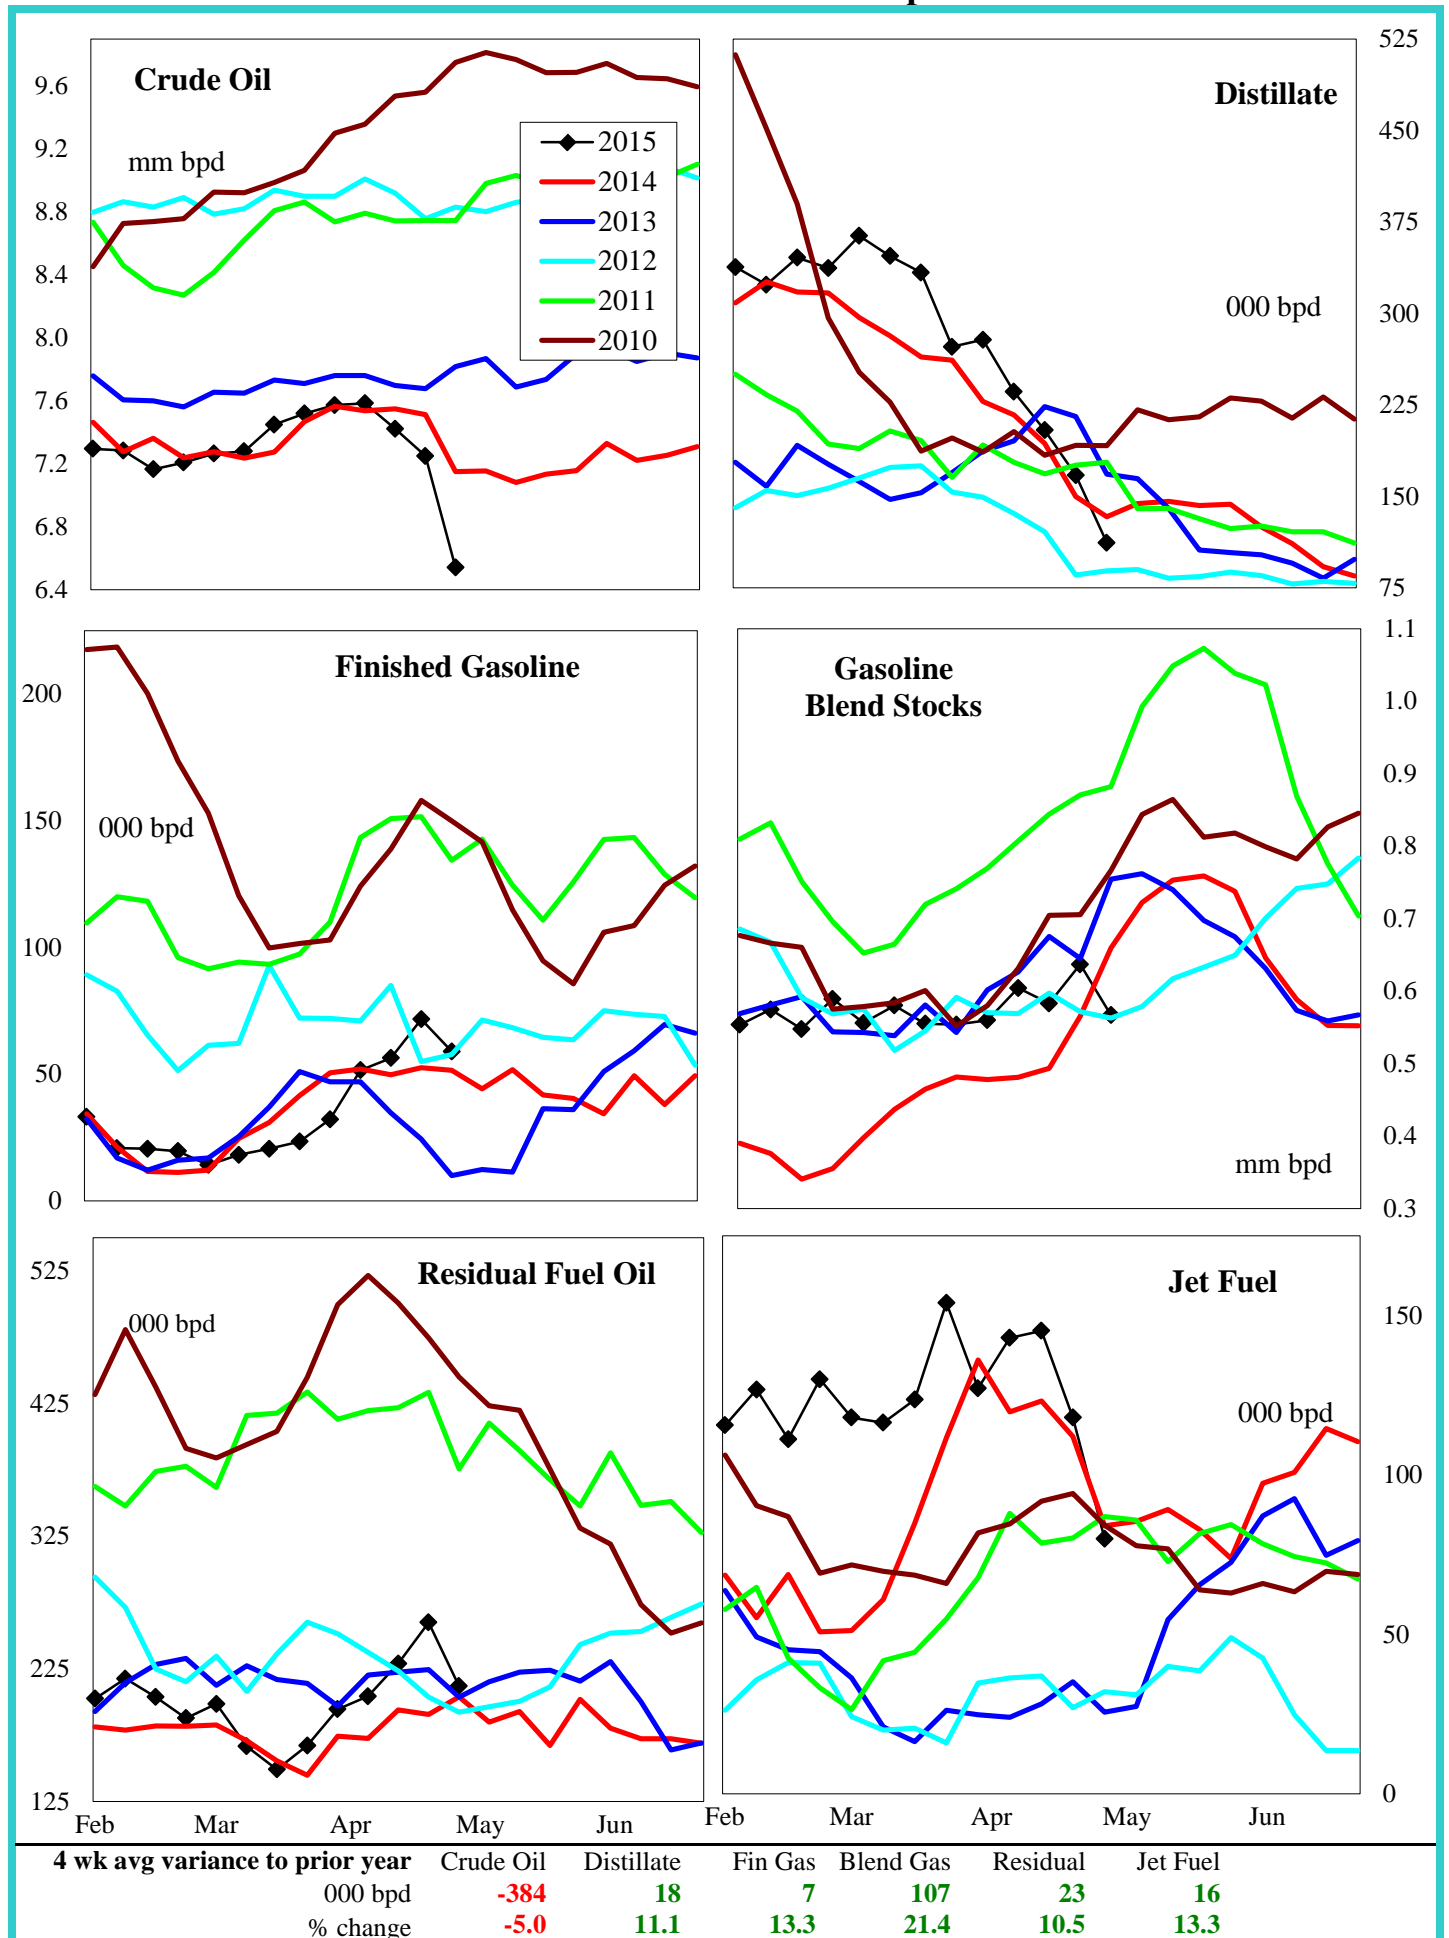 Crude Oil
mm bpd
9.6
9.2
8.8
8.4
8.0
7.6
7.2
6.8
6.4
2015
2014
2013
2012
2011
2010
Distillate
000 bpd
525
450
375
300
225
150
75
Finished Gasoline
000 bpd
200
150
100
50
0
Gasoline
Blend Stocks
mm bpd
1.1
1.0
0.9
0.8
0.7
0.6
0.5
0.4
0.3
Residual Fuel Oil
000 bpd
525
425
325
225
125
Feb Mar Apr May Jun
Jet Fuel
000 bpd
150
100
50
0
Feb Mar Apr May Jun
4 wk avg variance to prior year Crude Oil Distillate Fin Gas Blend Gas Residual Jet Fuel
000 bpd -384 18 7 107 23 16
% change -5.0 11.1 13.3 21.4 10.5 13.3